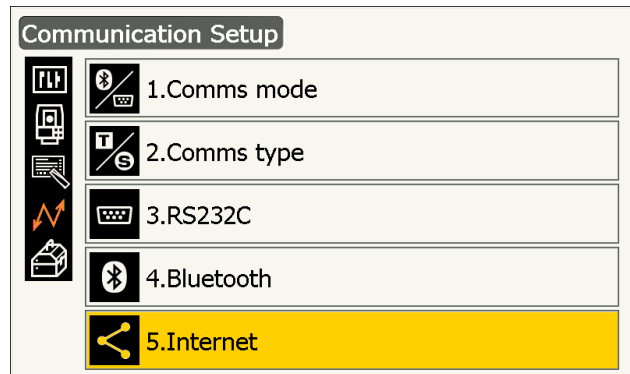 Communication Setup
1.Comms mode
T
S
2.Comms type
3.RS232C
4.Bluetooth
5.Internet